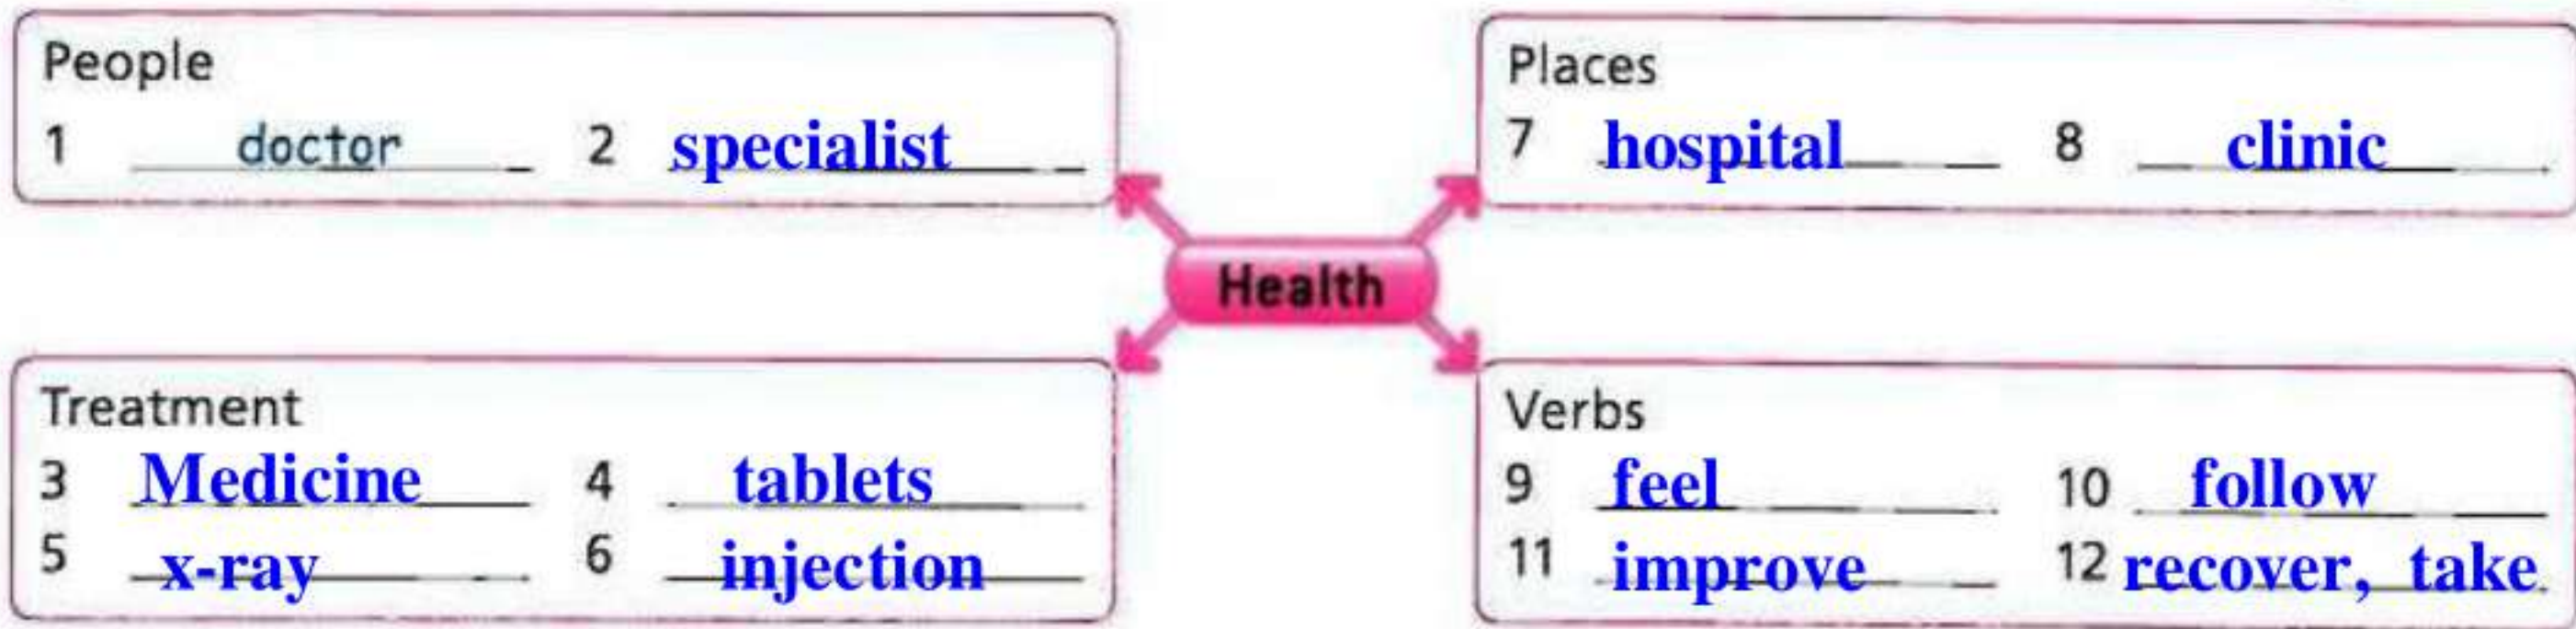 People
1 doctor 2 specialist
Places
7 hospital 8 clinic
Health
Treatment
3 Medicine 4 tablets
5 x-ray 6 injection
Verbs
9 feel 10 follow
11 improve 12 recover, take